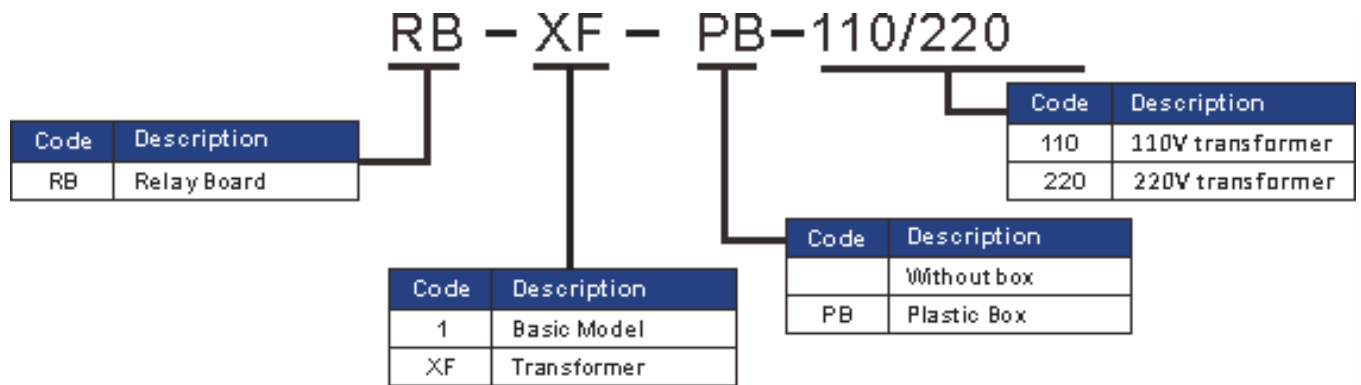 RB – XF – PB–110/220
Code Description
RB Relay Board
Code Description
1 Basic Model
XF Transformer
Code Description
Without box
PB Plastic Box
Code Description
110 110V transformer
220 220V transformer